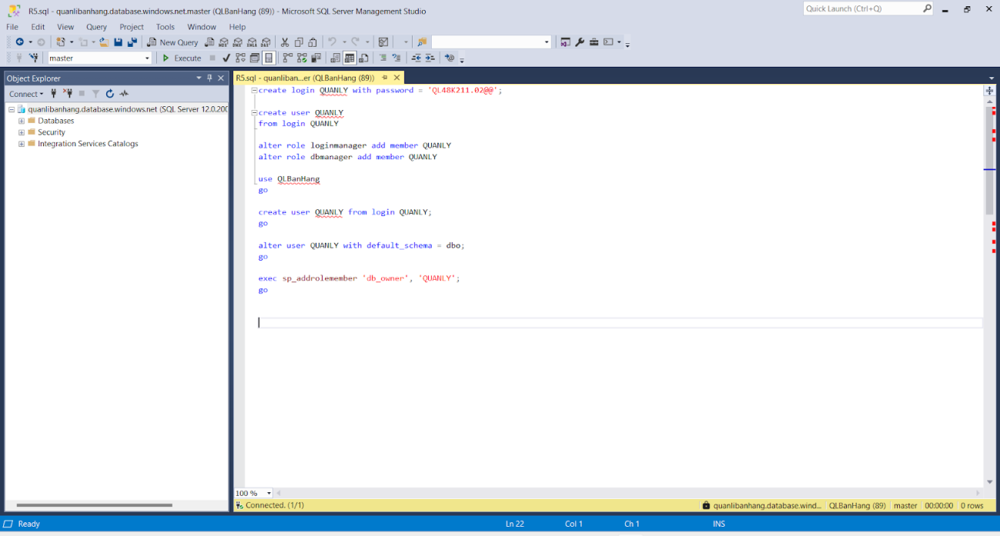 R5.sql - quanlibanhang.database.windows.net.master (QLBanHang (89)) - Microsoft SQL Server Management Studio
Quick Launch (Ctrl+Q)
File Edit View Query Project Tools Window Help
New Query
master Execute
Object Explorer
R5.sql - quanliban...er (QLBanHang (89))
Connect
quanlibanhang.database.windows.net (SQL Server 12.0.200
Databases
Security
Integration Services Catalogs
create login QUANLY with password = 'QL48K211.02@@';
create user QUANLY
from login QUANLY
alter role loginmanager add member QUANLY
alter role dbmanager add member QUANLY
use QLBanHang
go
create user QUANLY from login QUANLY;
go
alter user QUANLY with default_schema = dbo;
go
exec sp_addrolemember 'db_owner', 'QUANLY';
go
100 %
Connected. (1/1)
quanlibanhang.database.wind... QLBanHang (89) master 00:00:00 0 rows
Ready Ln 22 Col 1 Ch 1 INS